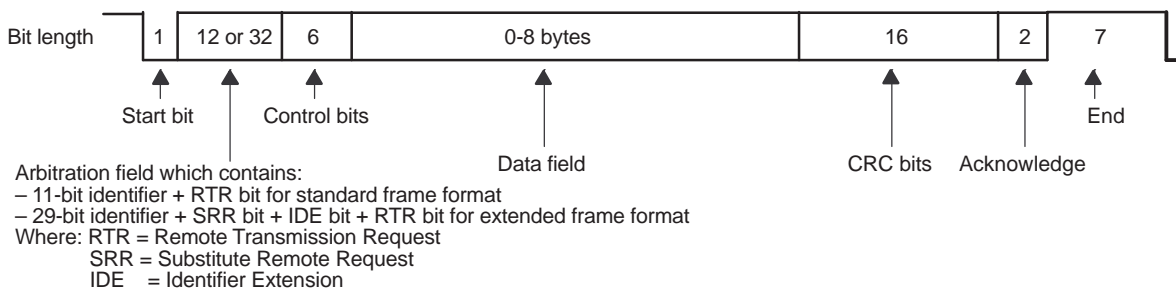 Bit length 1 12 or 32 6 0-8 bytes 16 2 7
Start bit Control bits End
Data field CRC bits Acknowledge
Arbitration field which contains:
– 11-bit identifier + RTR bit for standard frame format
– 29-bit identifier + SRR bit + IDE bit + RTR bit for extended frame format
Where: RTR = Remote Transmission Request
SRR = Substitute Remote Request
IDE = Identifier Extension